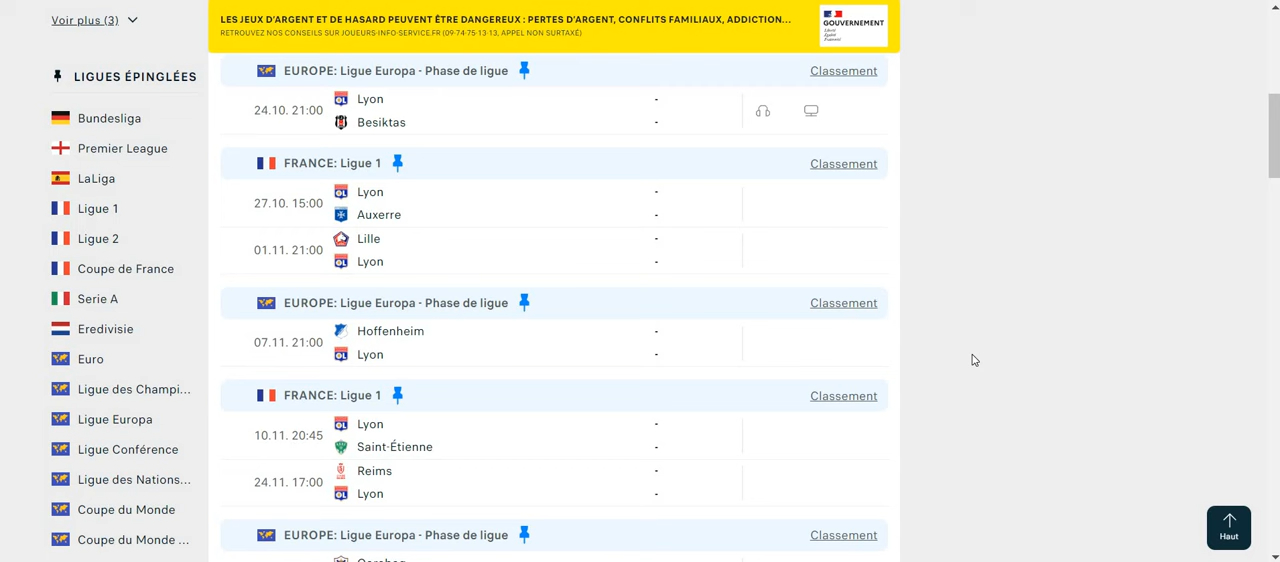 Voir plus (3)
LIGUES ÉPINGLÉES
Bundesliga
Premier League
LaLiga
Ligue 1
Ligue 2
Coupe de France
Serie A
Eredivisie
Euro
Ligue des Champi...
Ligue Europa
Ligue Conférence
Ligue des Nations...
Coupe du Monde
Coupe du Monde ...
LES JEUX D'ARGENT ET DE HASARD PEUVENT ÊTRE DANGEREUX : PERTES D'ARGENT, CONFLITS FAMILIAUX, ADDICTION...
RETROUVEZ NOS CONSEILS SUR JOUEURS-INFO-SERVICE.FR (09-74-75-13-13, APPEL NON SURTAXÉ)
GOUVERNEMENT
Liberté
Égalité
Fraternité
EUROPE: Ligue Europa - Phase de ligue Classement
24.10. 21:00
Lyon -
Besiktas -
FRANCE: Ligue 1 Classement
27.10. 15:00
Lyon -
Auxerre -
01.11. 21:00
Lille -
Lyon -
EUROPE: Ligue Europa - Phase de ligue Classement
07.11. 21:00
Hoffenheim -
Lyon -
FRANCE: Ligue 1 Classement
10.11. 20:45
Lyon -
Saint-Étienne -
24.11. 17:00
Reims -
Lyon -
EUROPE: Ligue Europa - Phase de ligue Classement
Haut